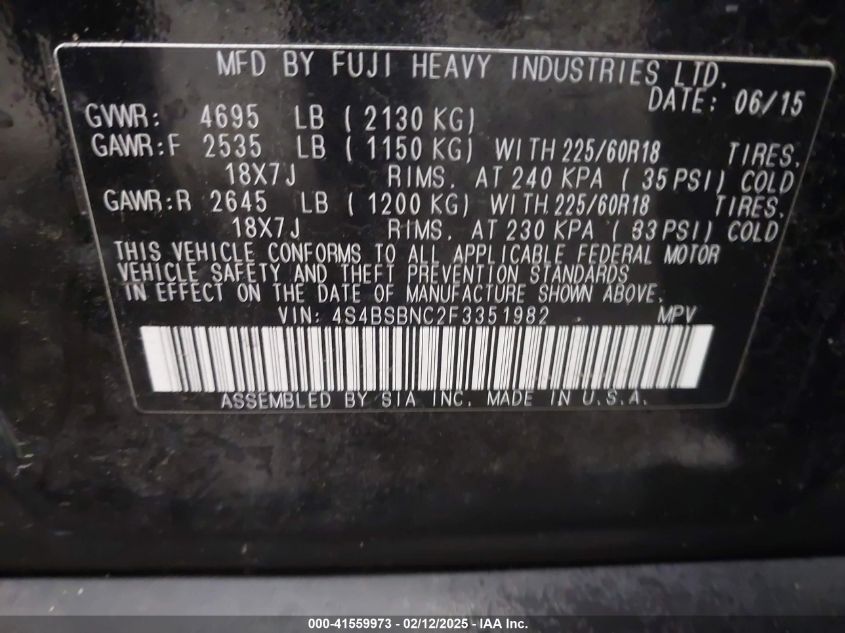 MFD BY FUJI HEAVY INDUSTRIES LTD.
DATE: 06/15
GVWR: 4695 LB ( 2130 KG)
GAWR:F 2535 LB ( 1150 KG) WITH 225/60R18 TIRES.
18X7J RIMS. AT 240 KPA ( 35 PSI) COLD
GAWR:R 2645 LB ( 1200 KG) WITH 225/60R18 TIRES.
18X7J RIMS. AT 230 KPA ( 33 PSI) COLD
THIS VEHICLE CONFORMS TO ALL APPLICABLE FEDERAL MOTOR
VEHICLE SAFETY AND THEFT PREVENTION STANDARDS
IN EFFECT ON THE DATE OF MANUFACTURE SHOWN ABOVE.
VIN: 4S4BSBNC2F3351982 MPV
ASSEMBLED BY SIA INC. MADE IN U.S.A.
000-41559973 - 02/12/2025 - IAA Inc.